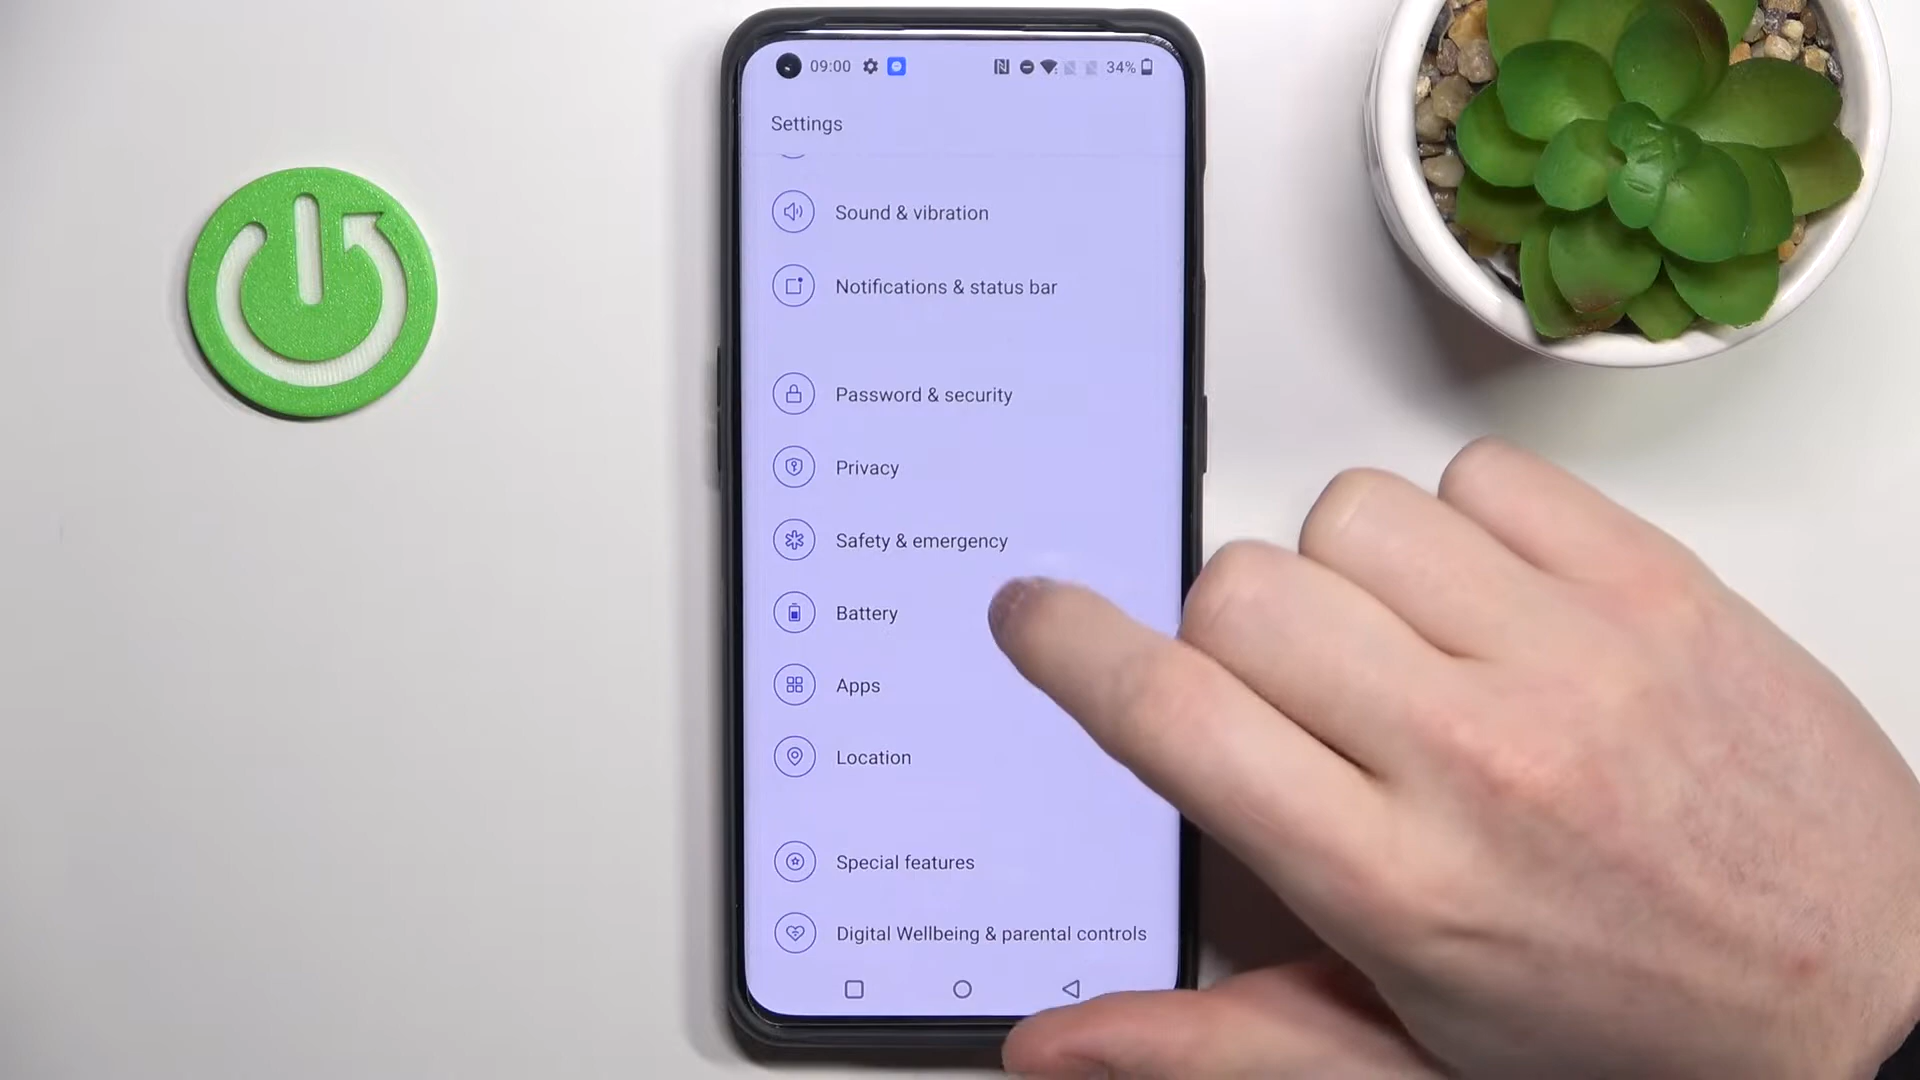 09:00 34%
Settings
Sound & vibration
Notifications & status bar
Password & security
Privacy
Safety & emergency
Battery
Apps
Location
Special features
Digital Wellbeing & parental controls